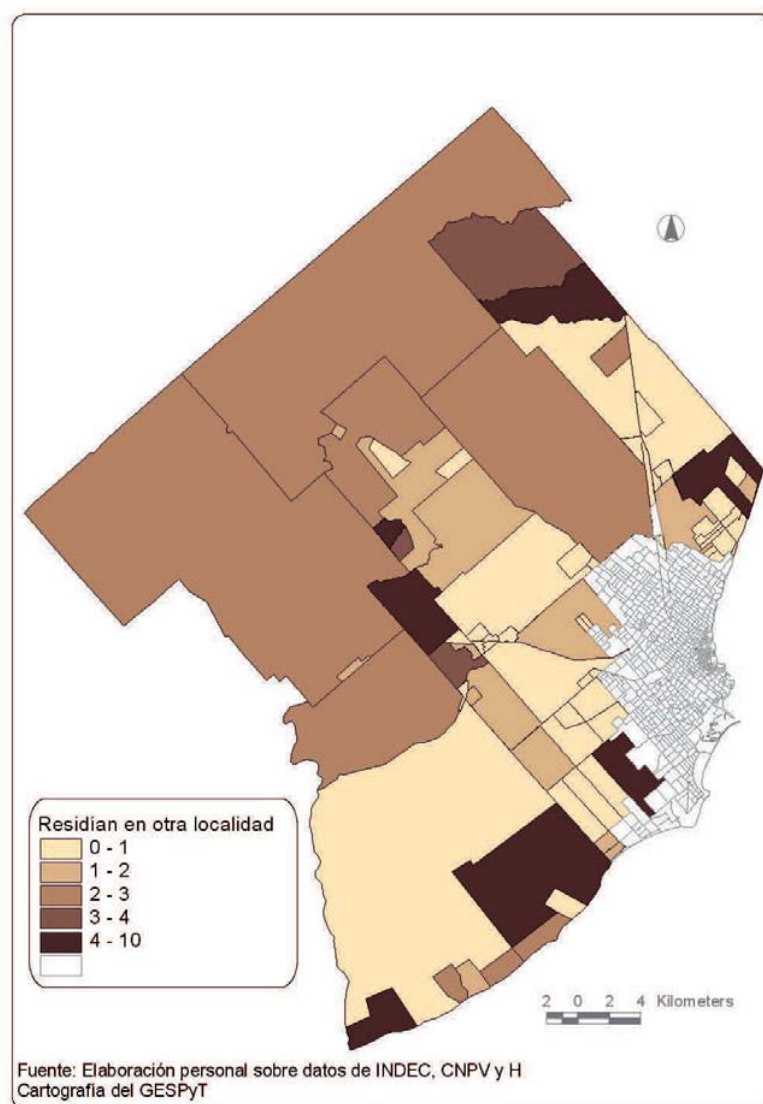 Residian en otra localidad
0 - 1
1 - 2
2 - 3
3 - 4
4 - 10
2 0 2 4 Kilometers
Fuente: Elaboración personal sobre datos de INDEC, CNPV y H
Cartografía del GESPyT